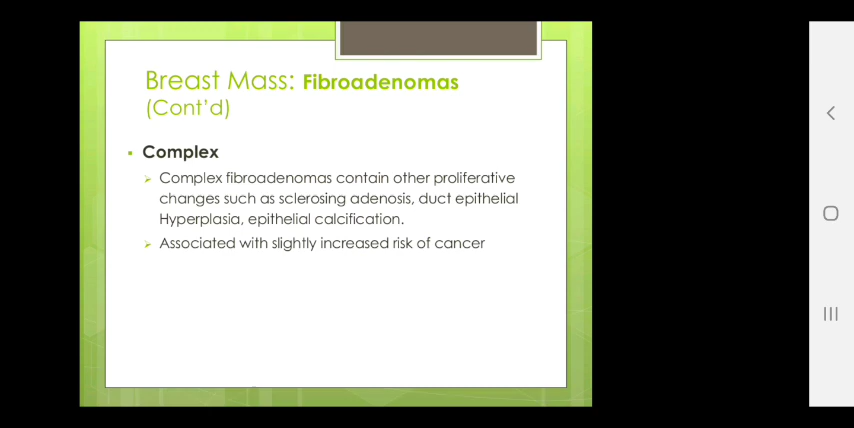 Breast Mass: Fibroadenomas
(Cont'd)
Complex
Complex fibroadenomas contain other proliferative
changes such as sclerosing adenosis, duct epithelial
Hyperplasia, epithelial calcification.
Associated with slightly increased risk of cancer